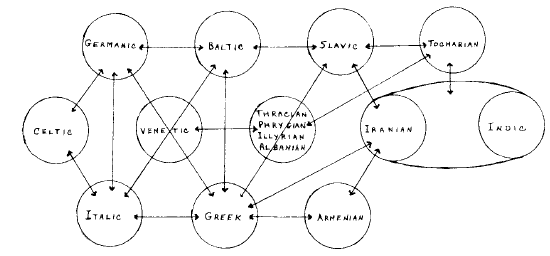 GERMANIC
BALTIC
SLAVIC
TOCHARIAN
CELTIC
VENETIC
THRACIAN
PHRYGIAN
ILLYRIAN
ALBANIAN
IRANIAN
INDIC
ITALIC
GREEK
ARMENIAN